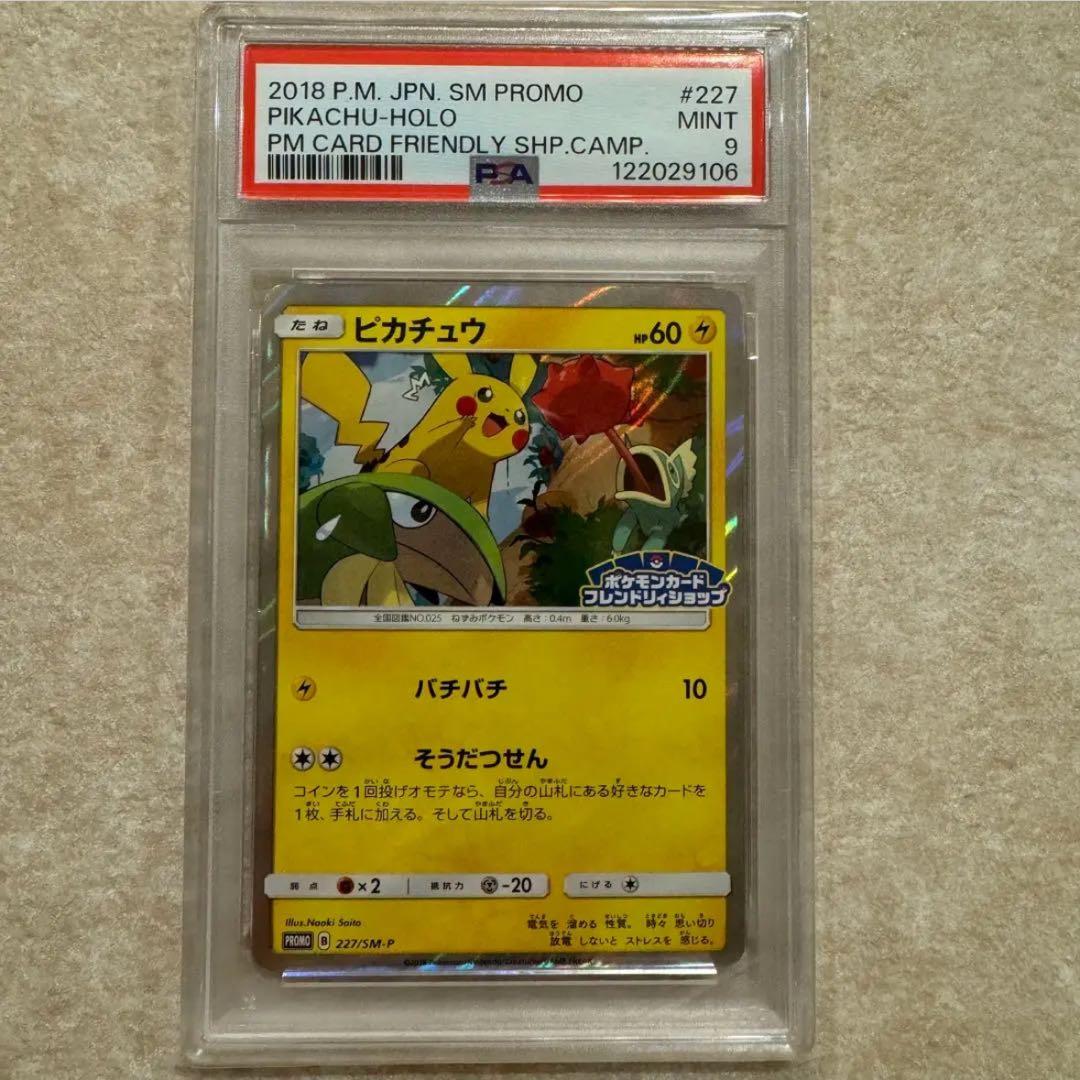 2018 P.M. JPN. SM PROMO #227
PIKACHU-HOLO MINT
PM CARD FRIENDLY SHP.CAMP. 9
PSA 122029106
たね ピカチュウ HP60
ポケモンカード
フレンドリィショップ
全国図鑑NO.025 ねずみポケモン 高さ:0.4m 重さ:6.0kg
バチバチ 10
そうだつせん
コインを1回投げオモテなら、自分の山札にある好きなカードを
1枚、手札に加える。そして山札を切る。
弱点 ×2 抵抗力 -20 にげる
Illus.Naoki Saito
電気を 溜める 性質。 時々 思い切り
放電 しないと ストレスを 感じる。
PROMO B 227/SM-P